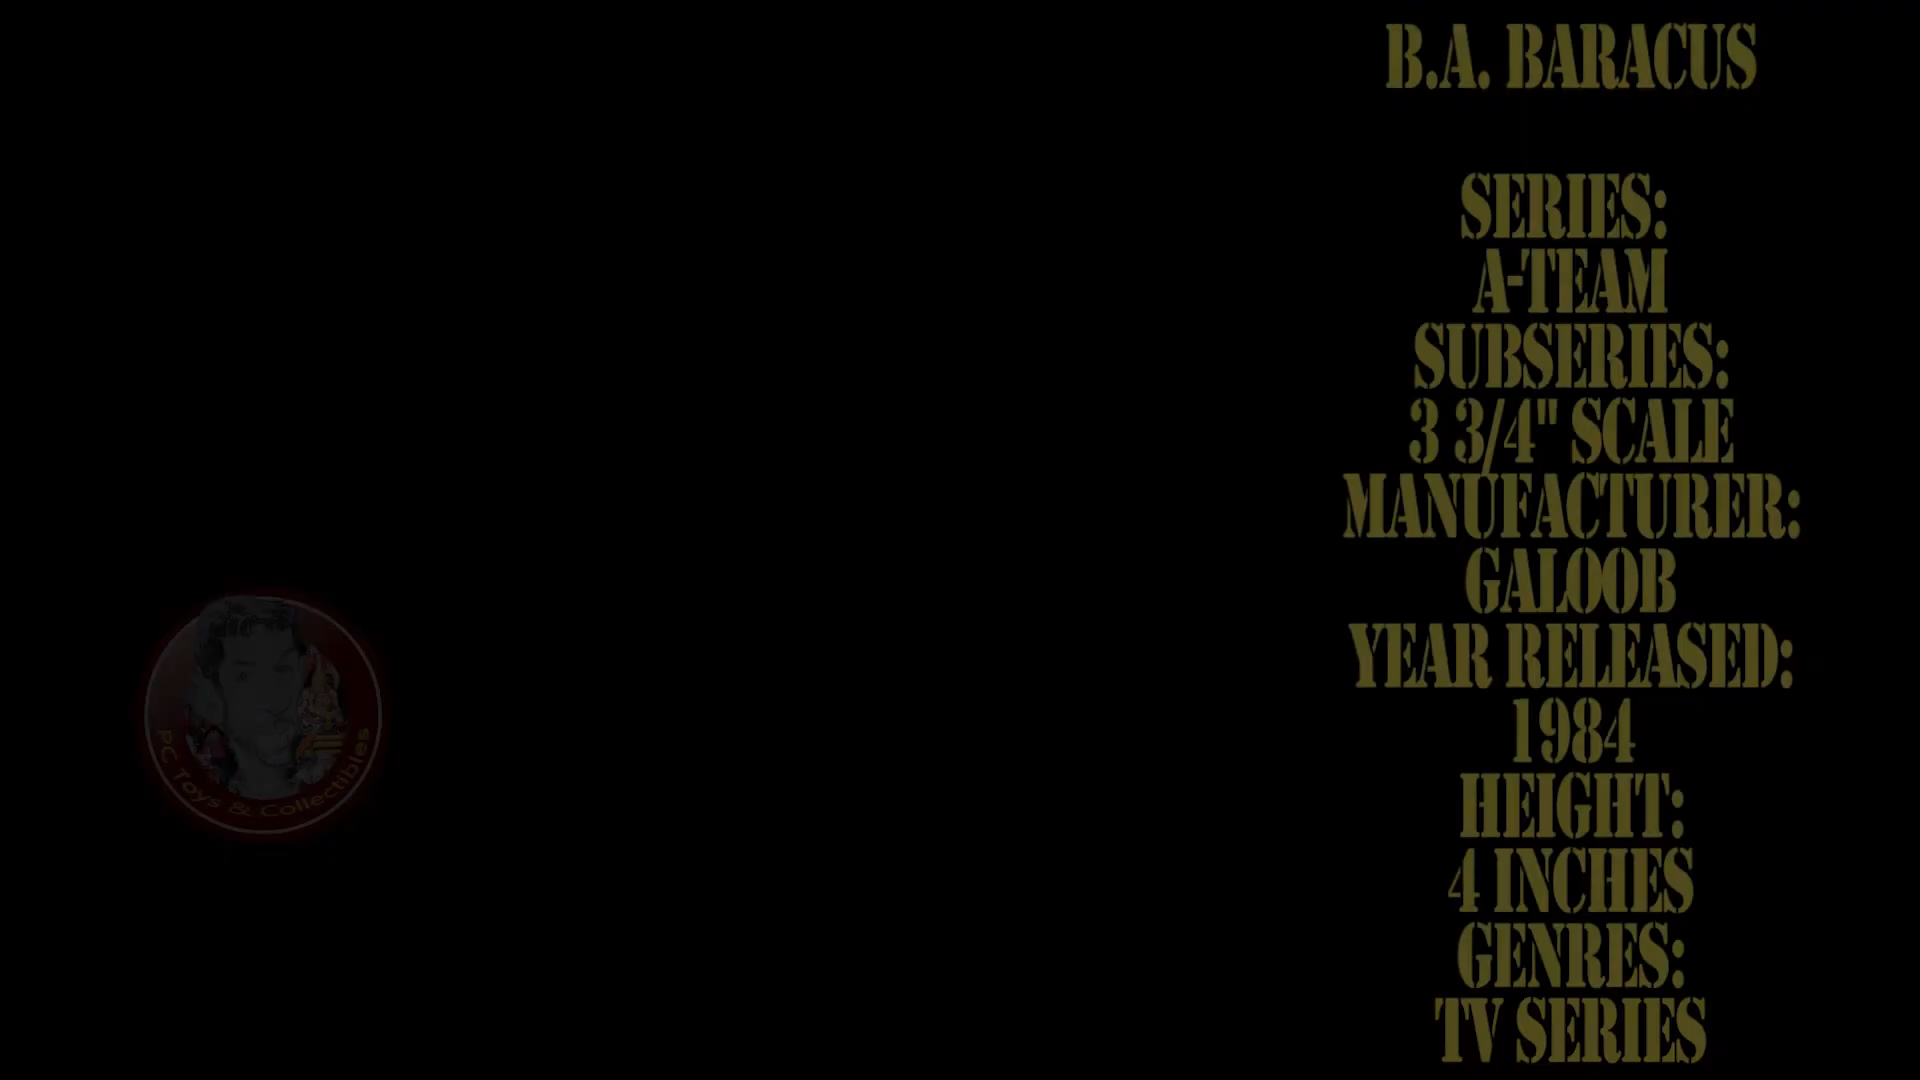 B.A. BARACUS
SERIES:
A-TEAM
SUBSERIES:
3 3/4" SCALE
MANUFACTURER:
GALOOB
YEAR RELEASED:
1984
HEIGHT:
4 INCHES
GENRES:
TV SERIES
PC Toys & Collectibles